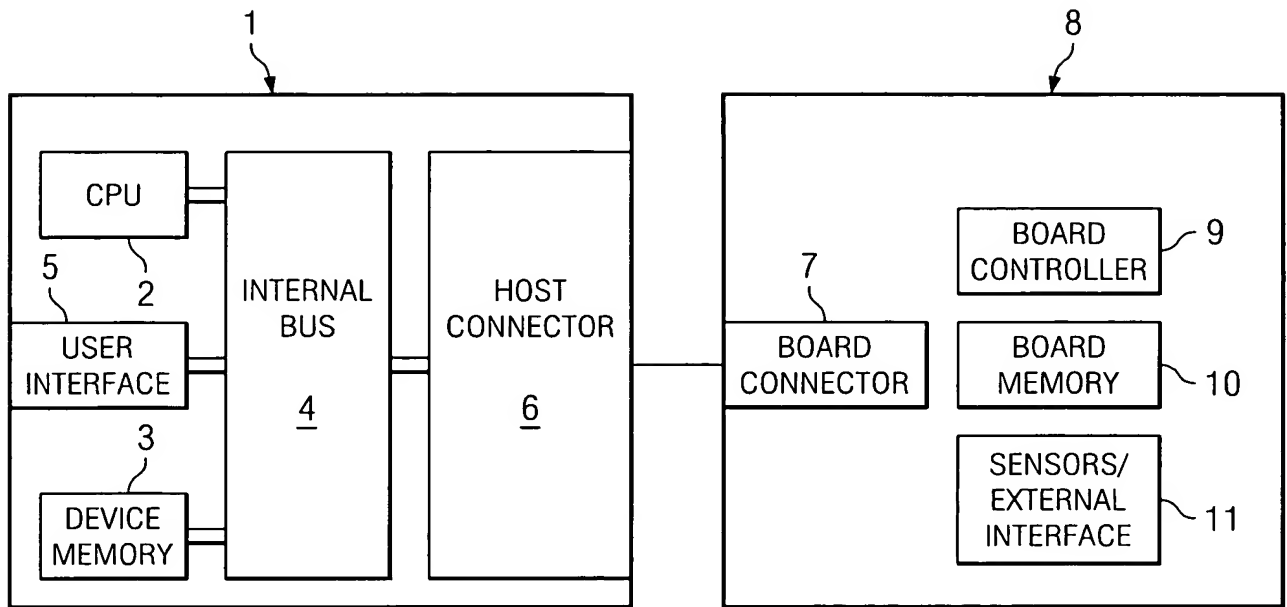 1
8
CPU
2
5
USER
INTERFACE
3
DEVICE
MEMORY
INTERNAL
BUS
4
HOST
CONNECTOR
6
7
BOARD
CONNECTOR
BOARD
CONTROLLER
9
BOARD
MEMORY
10
SENSORS/
EXTERNAL
INTERFACE
11